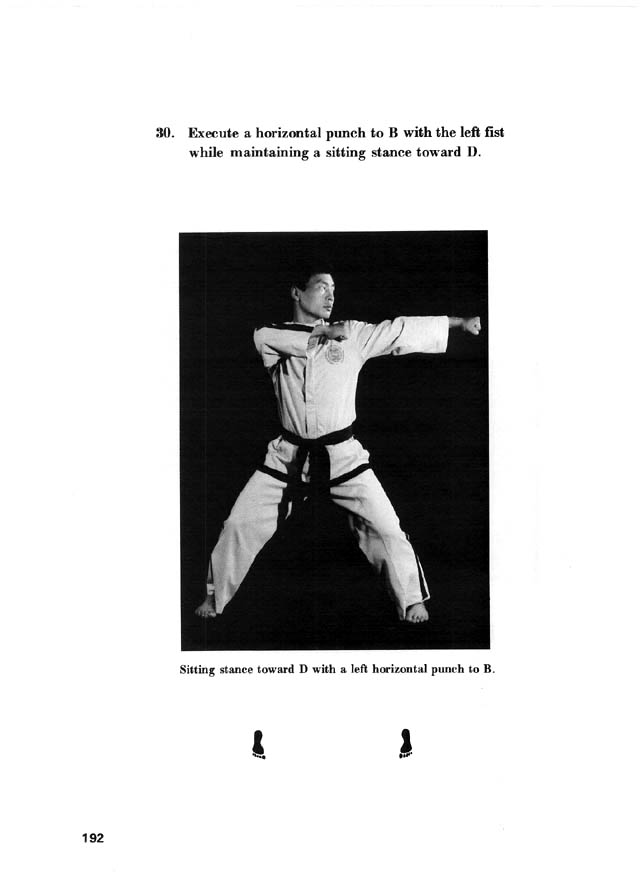 30. Execute a horizontal punch to B with the left fist
while maintaining a sitting stance toward D.
Sitting stance toward D with a left horizontal punch to B.
192